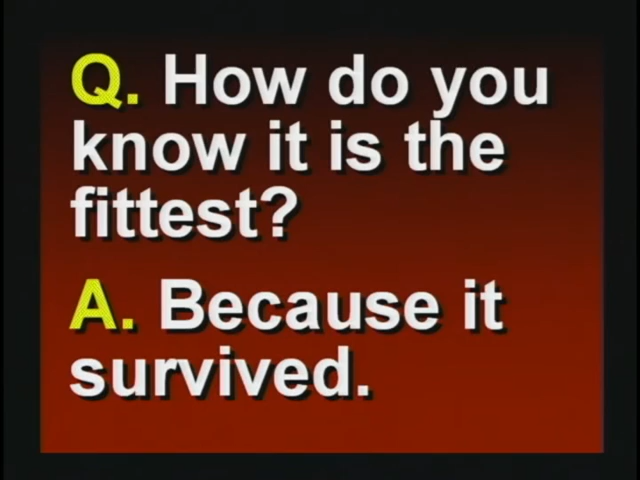 Q. How do you
know it is the
fittest?
A. Because it
survived.